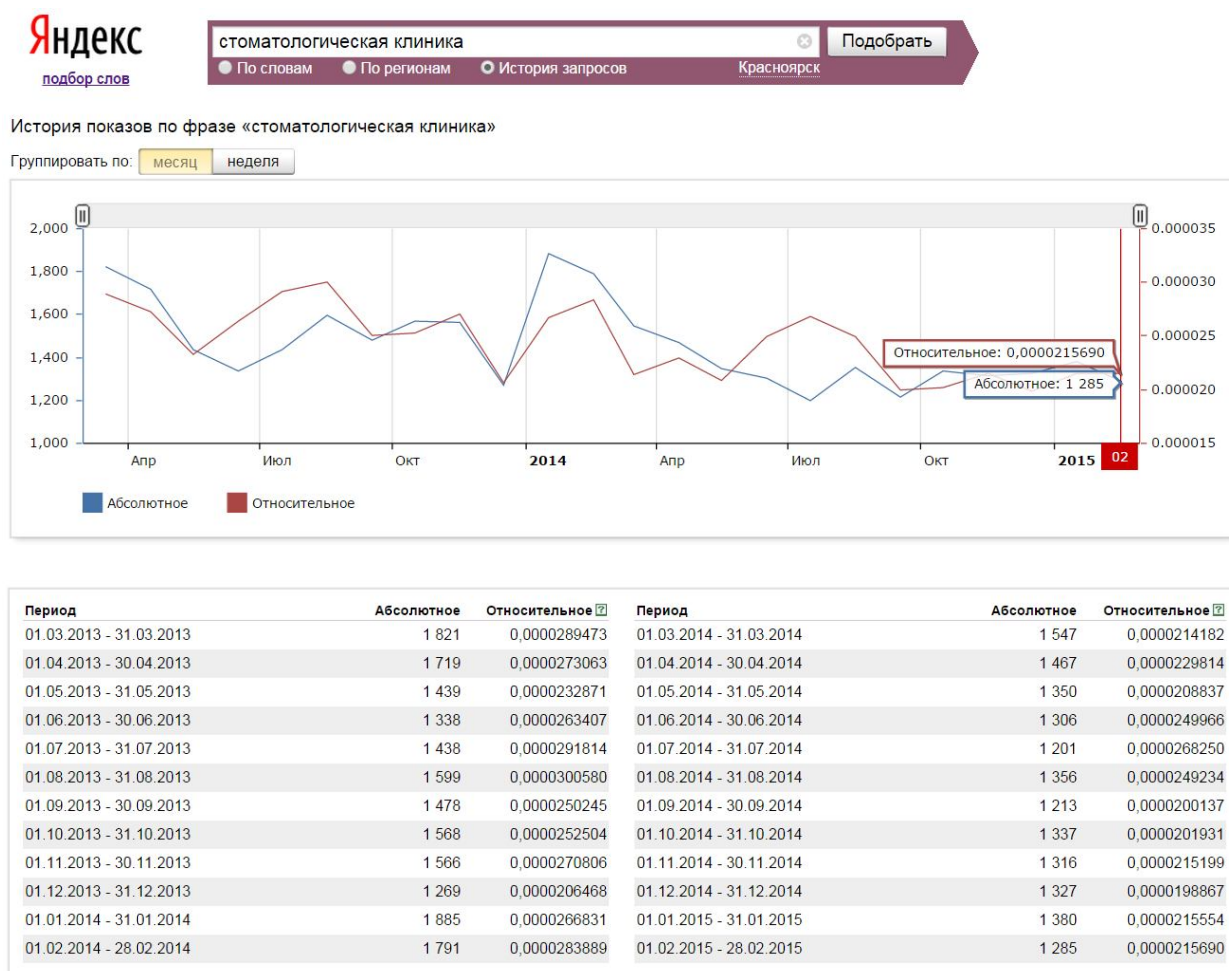 Яндекс
подбор слов
стоматологическая клиника
Подобрать
По словам По регионам История запросов Красноярск
История показов по фразе «стоматологическая клиника»
Группировать по: месяц неделя
2,000 0.000035
1,800 0.000030
1,600 0.000025
1,400
Относительное: 0,0000215690
Абсолютное: 1 285
1,200 0.000020
1,000 0.000015
Апр Июл Окт 2014 Апр Июл Окт 2015 02
Абсолютное Относительное
Период Абсолютное Относительное ? Период Абсолютное Относительное ?
01.03.2013 - 31.03.2013 1 821 0,0000289473 01.03.2014 - 31.03.2014 1 547 0,0000214182
01.04.2013 - 30.04.2013 1 719 0,0000273063 01.04.2014 - 30.04.2014 1 467 0,0000229814
01.05.2013 - 31.05.2013 1 439 0,0000232871 01.05.2014 - 31.05.2014 1 350 0,0000208837
01.06.2013 - 30.06.2013 1 338 0,0000263407 01.06.2014 - 30.06.2014 1 306 0,0000249966
01.07.2013 - 31.07.2013 1 438 0,0000291814 01.07.2014 - 31.07.2014 1 201 0,0000268250
01.08.2013 - 31.08.2013 1 599 0,0000300580 01.08.2014 - 31.08.2014 1 356 0,0000249234
01.09.2013 - 30.09.2013 1 478 0,0000250245 01.09.2014 - 30.09.2014 1 213 0,0000200137
01.10.2013 - 31.10.2013 1 568 0,0000252504 01.10.2014 - 31.10.2014 1 337 0,0000201931
01.11.2013 - 30.11.2013 1 566 0,0000270806 01.11.2014 - 30.11.2014 1 316 0,0000215199
01.12.2013 - 31.12.2013 1 269 0,0000206468 01.12.2014 - 31.12.2014 1 327 0,0000198867
01.01.2014 - 31.01.2014 1 885 0,0000266831 01.01.2015 - 31.01.2015 1 380 0,0000215554
01.02.2014 - 28.02.2014 1 791 0,0000283889 01.02.2015 - 28.02.2015 1 285 0,0000215690